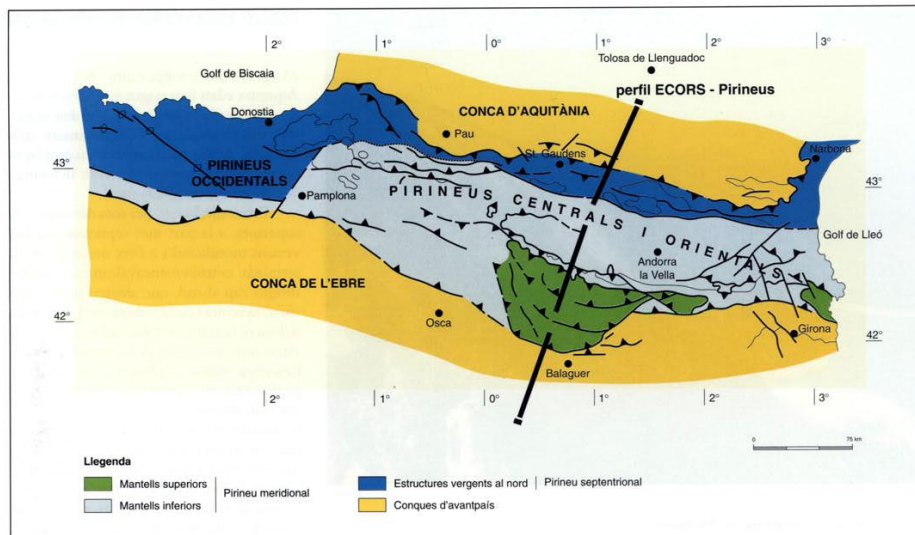 2° 1° 0° 1° 2° 3°
Golf de Biscaia
Tolosa de Llenguadoc
perfil ECORS - Pirineus
CONCA D'AQUITÀNIA
Donostia
Pau
St. Gaudens
Narbona
43°
43°
PIRINEUS
OCCIDENTALS
Pamplona
PIRINEUS CENTRALS I ORIENTALS
Golf de Lleó
Andorra
la Vella
CONCA DE L'EBRE
42°
42°
Osca
Girona
Balaguer
2° 1° 0° 1° 2° 3°
0 75 km
Llegenda
Mantells superiors
Mantells inferiors
Pirineu meridional
Estructures vergents al nord
Pirineu septentrional
Conques d'avantpaís